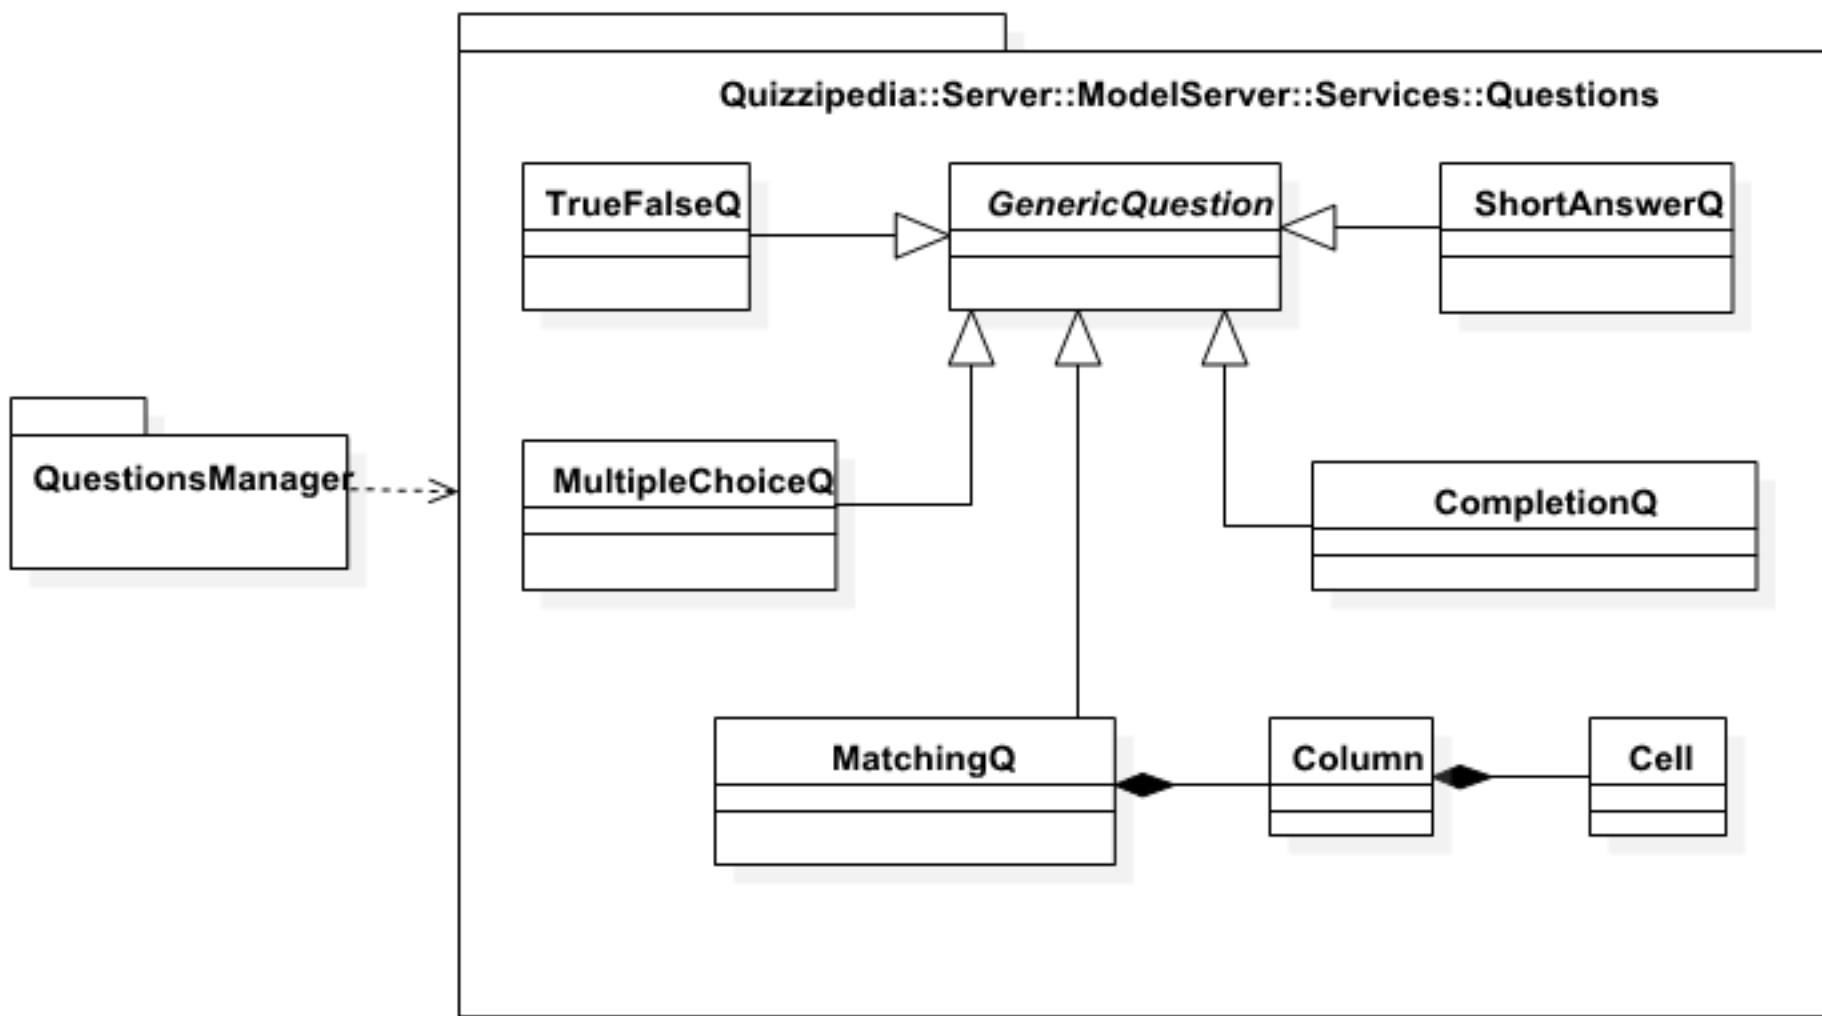 Quizzipedia::Server::ModelServer::Services::Questions
TrueFalseQ
GenericQuestion
ShortAnswerQ
QuestionsManager
MultipleChoiceQ
CompletionQ
MatchingQ
Column
Cell